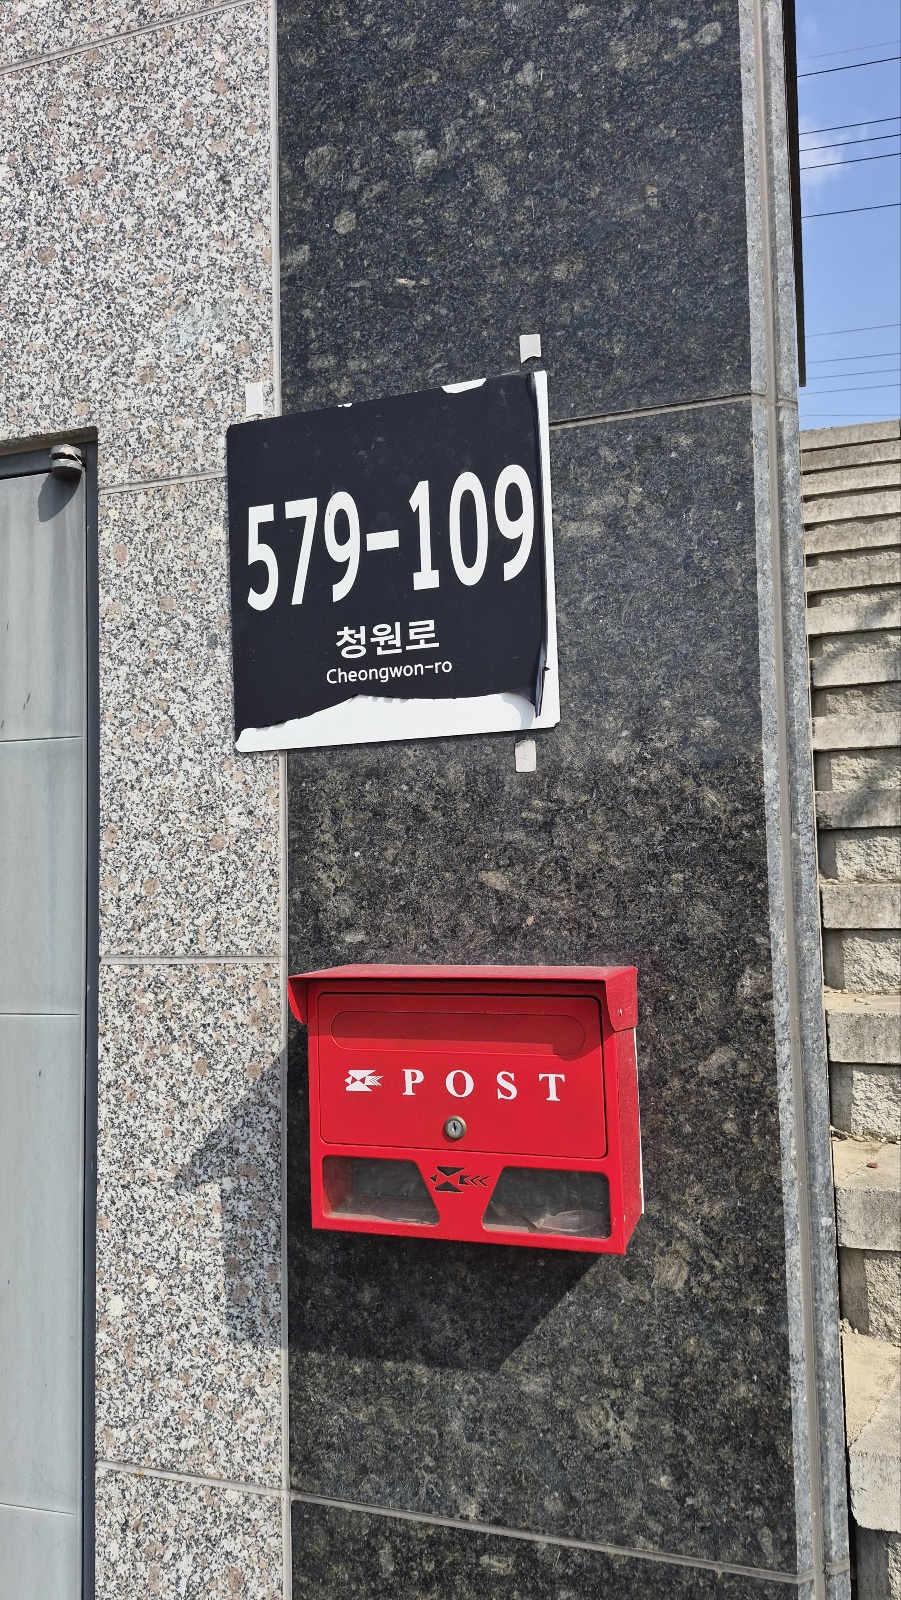 579-109
청원로
Cheongwon-ro
POST